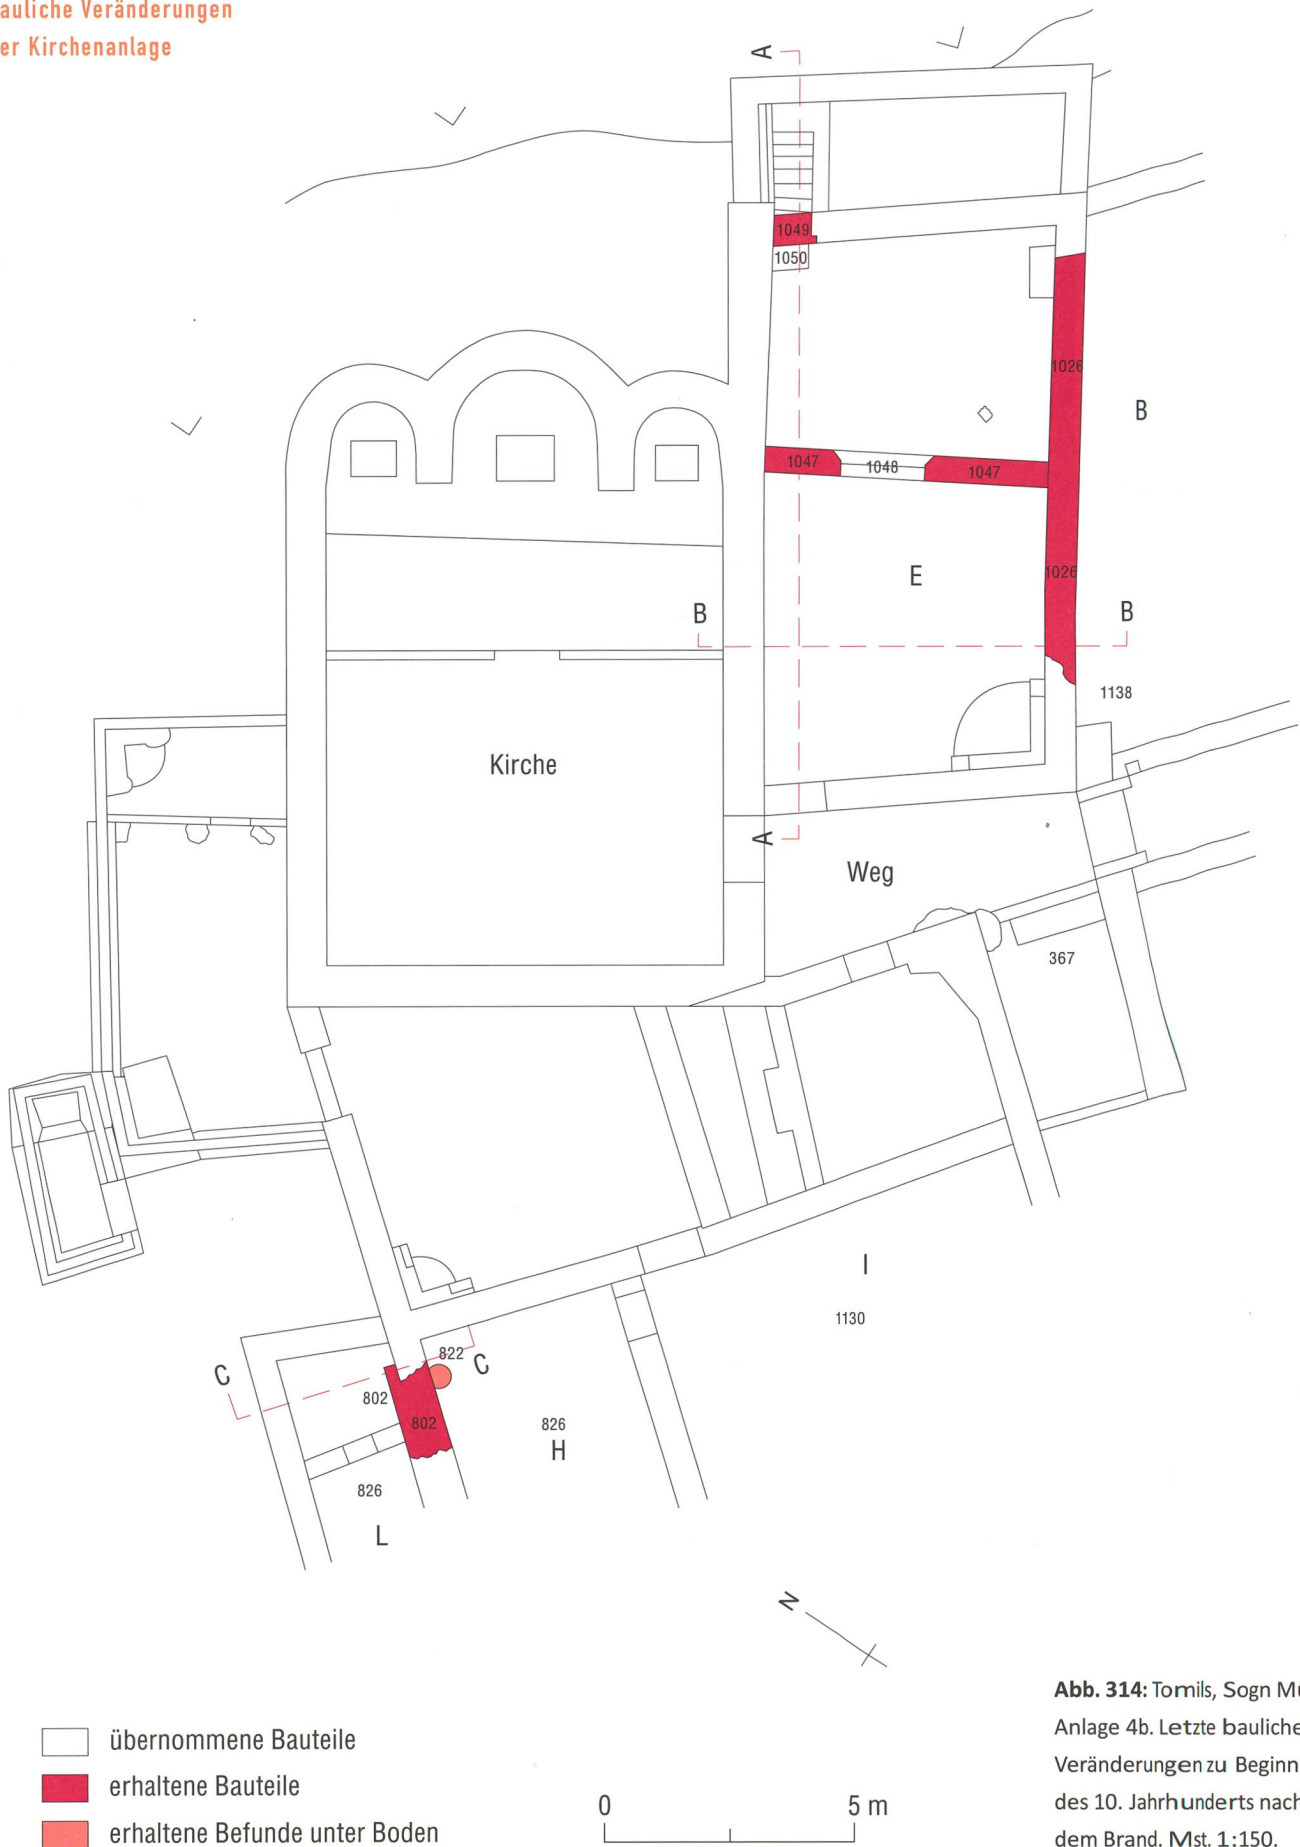 auliche Veränderungen
er Kirchenanlage
A
1049
1050
1026
B
1047
1048
1047
E
1026
B
B
1138
Kirche
A
Weg
367
I
1130
822
C
C
802
802
826
H
826
L
N
übernommene Bauteile
erhaltene Bauteile
erhaltene Befunde unter Boden
0
5 m
Abb. 314: Tomils, Sogn Mu
Anlage 4b. Letzte bauliche
Veränderungen zu Beginn
des 10. Jahrhunderts nach
dem Brand. Mst. 1:150.